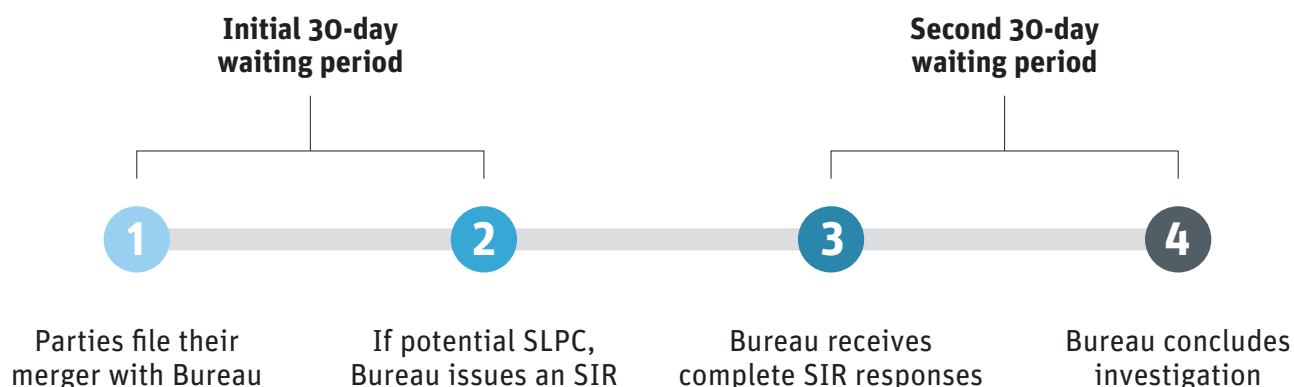 Initial 30-day
waiting period
Second 30-day
waiting period
1
2
3
4
Parties file their
merger with Bureau
If potential SLPC,
Bureau issues an SIR
Bureau receives
complete SIR responses
Bureau concludes
investigation